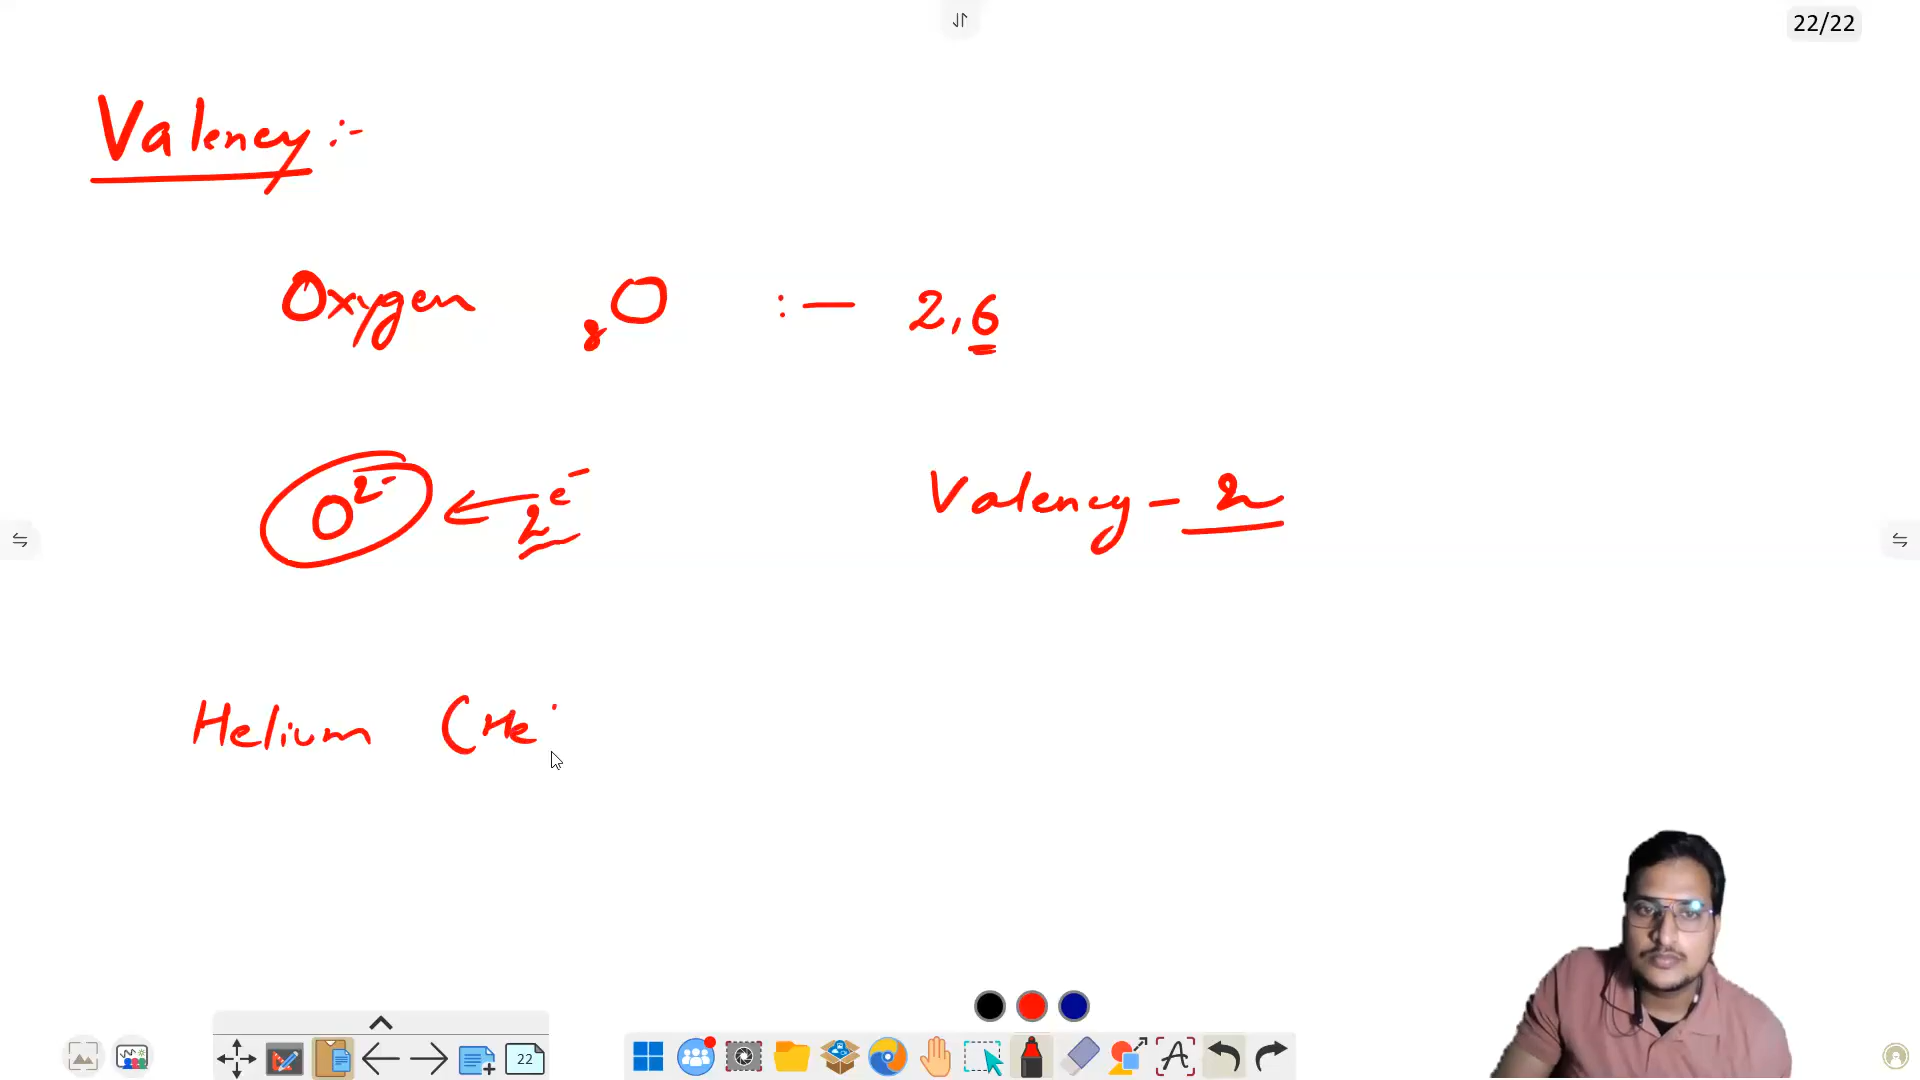 22/22
Valency :-
Oxygen ₈O :— 2,6
O²⁻ ← 2e⁻ Valency – 2
Helium (He
22